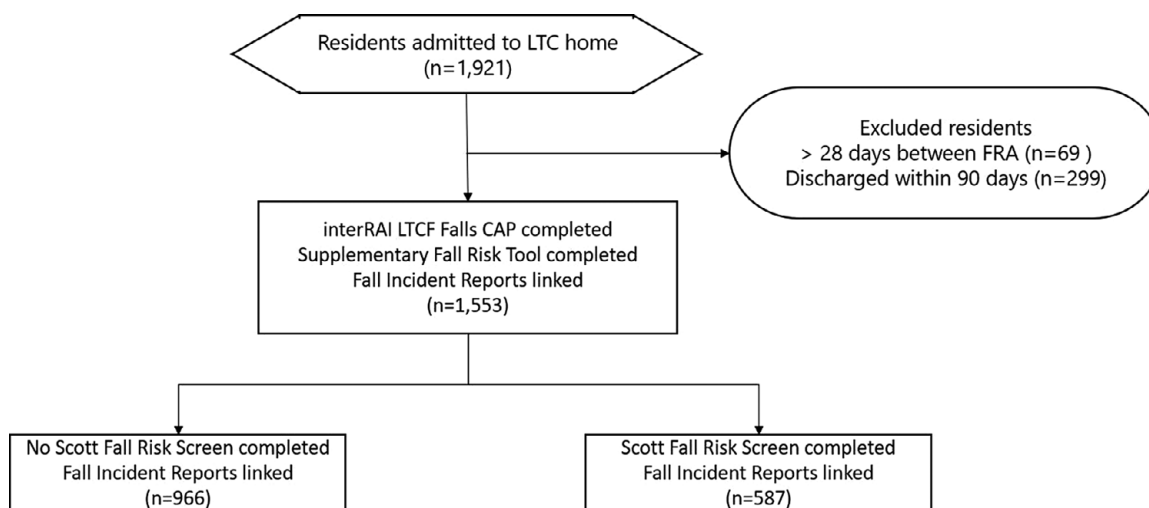 Residents admitted to LTC home
(n=1,921)
Excluded residents
> 28 days between FRA (n=69 )
Discharged within 90 days (n=299)
interRAI LTCF Falls CAP completed
Supplementary Fall Risk Tool completed
Fall Incident Reports linked
(n=1,553)
No Scott Fall Risk Screen completed
Fall Incident Reports linked
(n=966)
Scott Fall Risk Screen completed
Fall Incident Reports linked
(n=587)